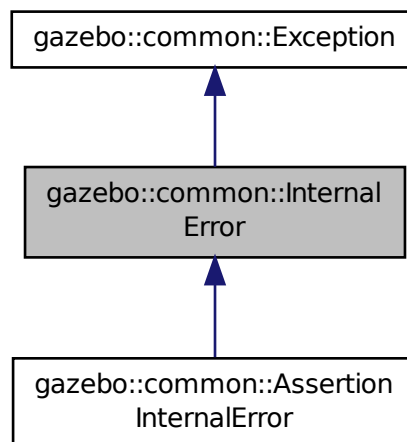 gazebo::common::Exception
gazebo::common::Internal
Error
gazebo::common::Assertion
InternalError